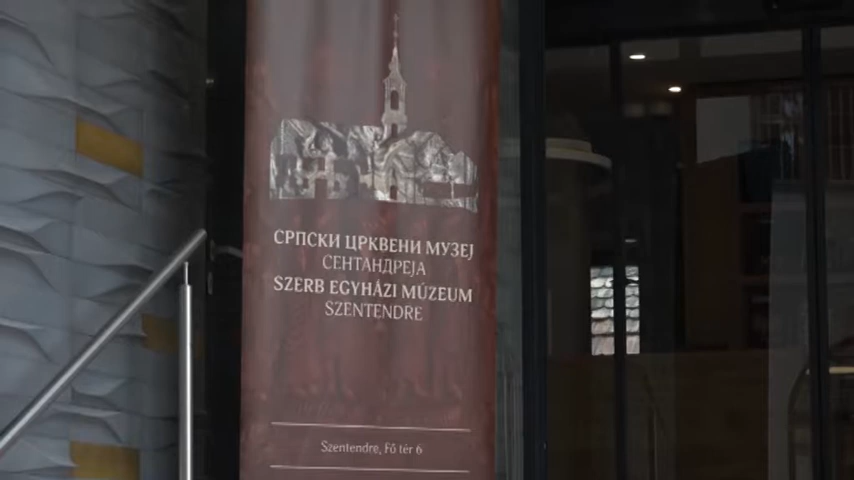 СРПСКИ ЦРКВЕНИ МУЗЕЈ
СЕНТАНДРЕЈА
SZERB EGYHÁZI MÚZEUM
SZENTENDRE
Szentendre, Fő tér 6